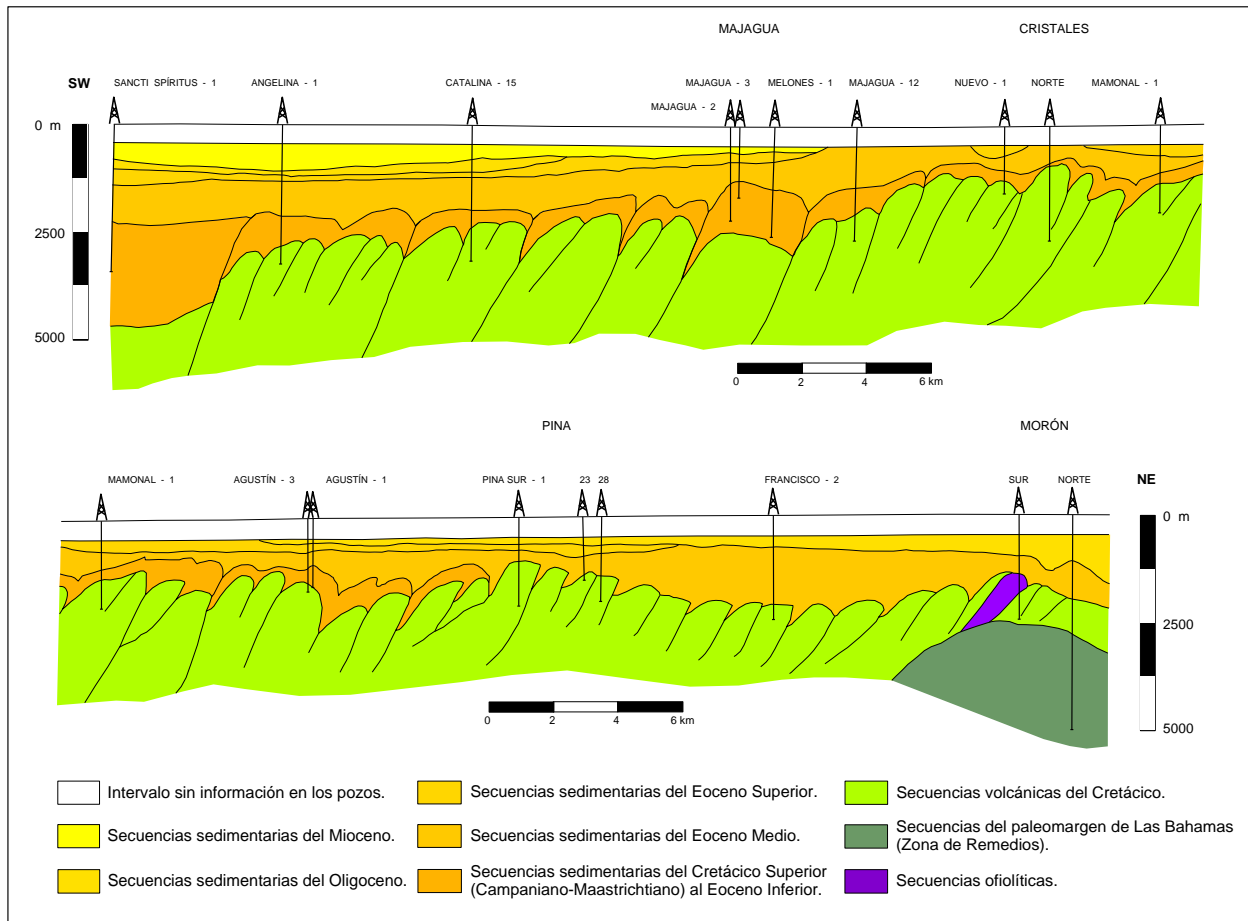 MAJAGUA CRISTALES
SW SANCTI SPÍRITUS - 1 ANGELINA - 1 CATALINA - 15 MAJAGUA - 3 MELONES - 1 MAJAGUA - 12 NUEVO - 1 NORTE MAMONAL - 1
MAJAGUA - 2
0 m
2500
5000
0 2 4 6 km
PINA MORÓN
MAMONAL - 1 AGUSTÍN - 3 AGUSTÍN - 1 PINA SUR - 1 23 28 FRANCISCO - 2 SUR NORTE NE
0 m
2500
5000
0 2 4 6 km
Intervalo sin información en los pozos.
Secuencias sedimentarias del Mioceno.
Secuencias sedimentarias del Oligoceno.
Secuencias sedimentarias del Eoceno Superior.
Secuencias sedimentarias del Eoceno Medio.
Secuencias sedimentarias del Cretácico Superior
(Campaniano-Maastrichtiano) al Eoceno Inferior.
Secuencias volcánicas del Cretácico.
Secuencias del paleomargen de Las Bahamas
(Zona de Remedios).
Secuencias ofiolíticas.